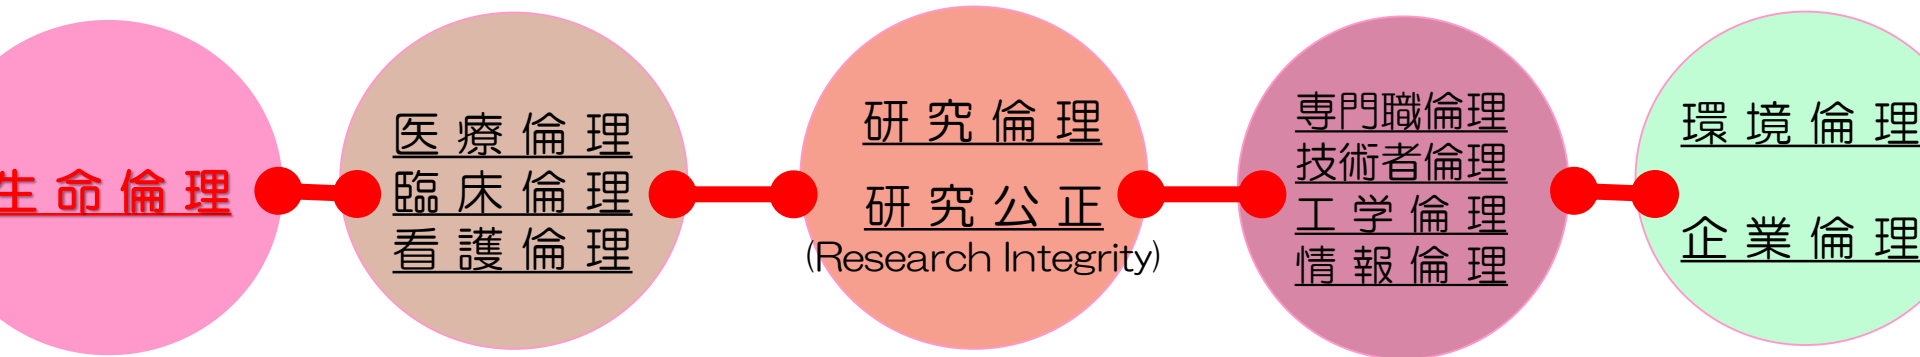 生命倫理
医療倫理
臨床倫理
看護倫理
研究倫理
研究公正
(Research Integrity)
専門職倫理
技術者倫理
工学倫理
情報倫理
環境倫理
企業倫理